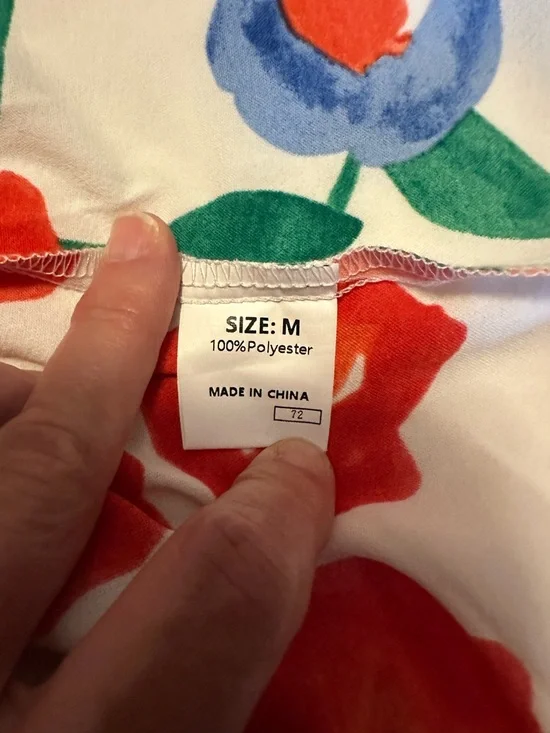 SIZE: M
100%Polyester
MADE IN CHINA
72